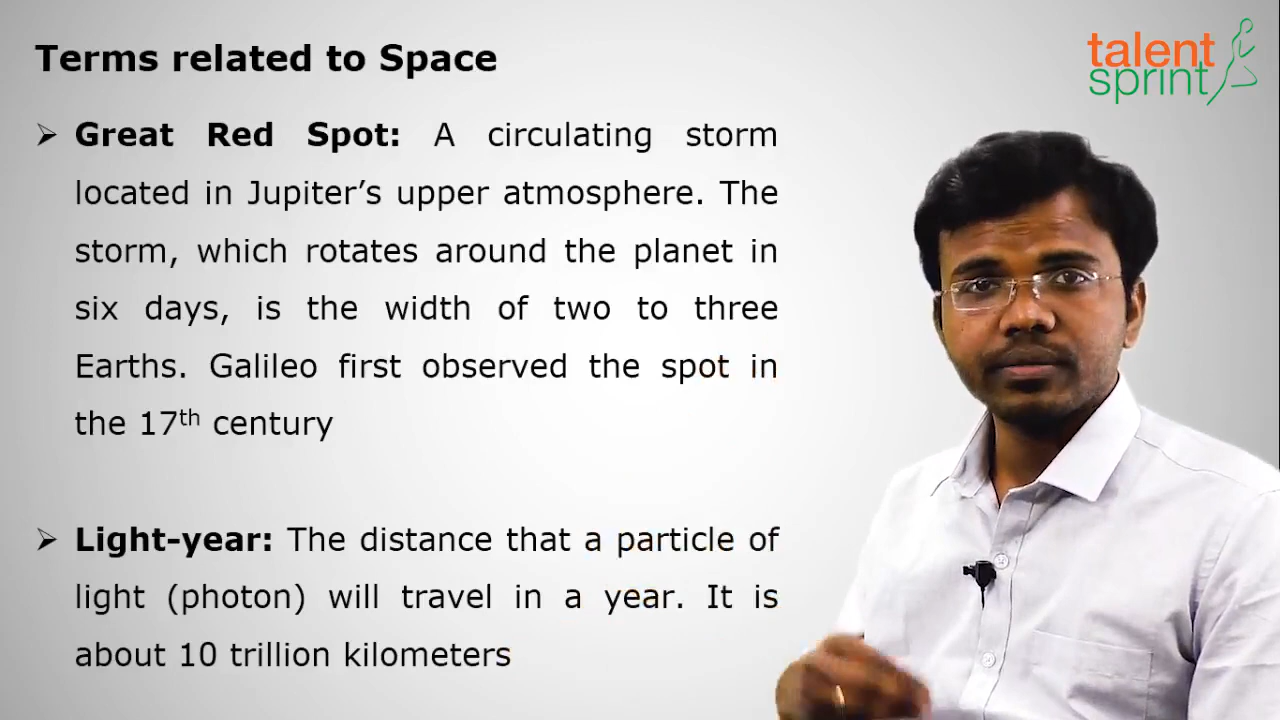 Terms related to Space
talent
sprint
➢ Great Red Spot: A circulating storm
located in Jupiter’s upper atmosphere. The
storm, which rotates around the planet in
six days, is the width of two to three
Earths. Galileo first observed the spot in
the 17th century
➢ Light-year: The distance that a particle of
light (photon) will travel in a year. It is
about 10 trillion kilometers